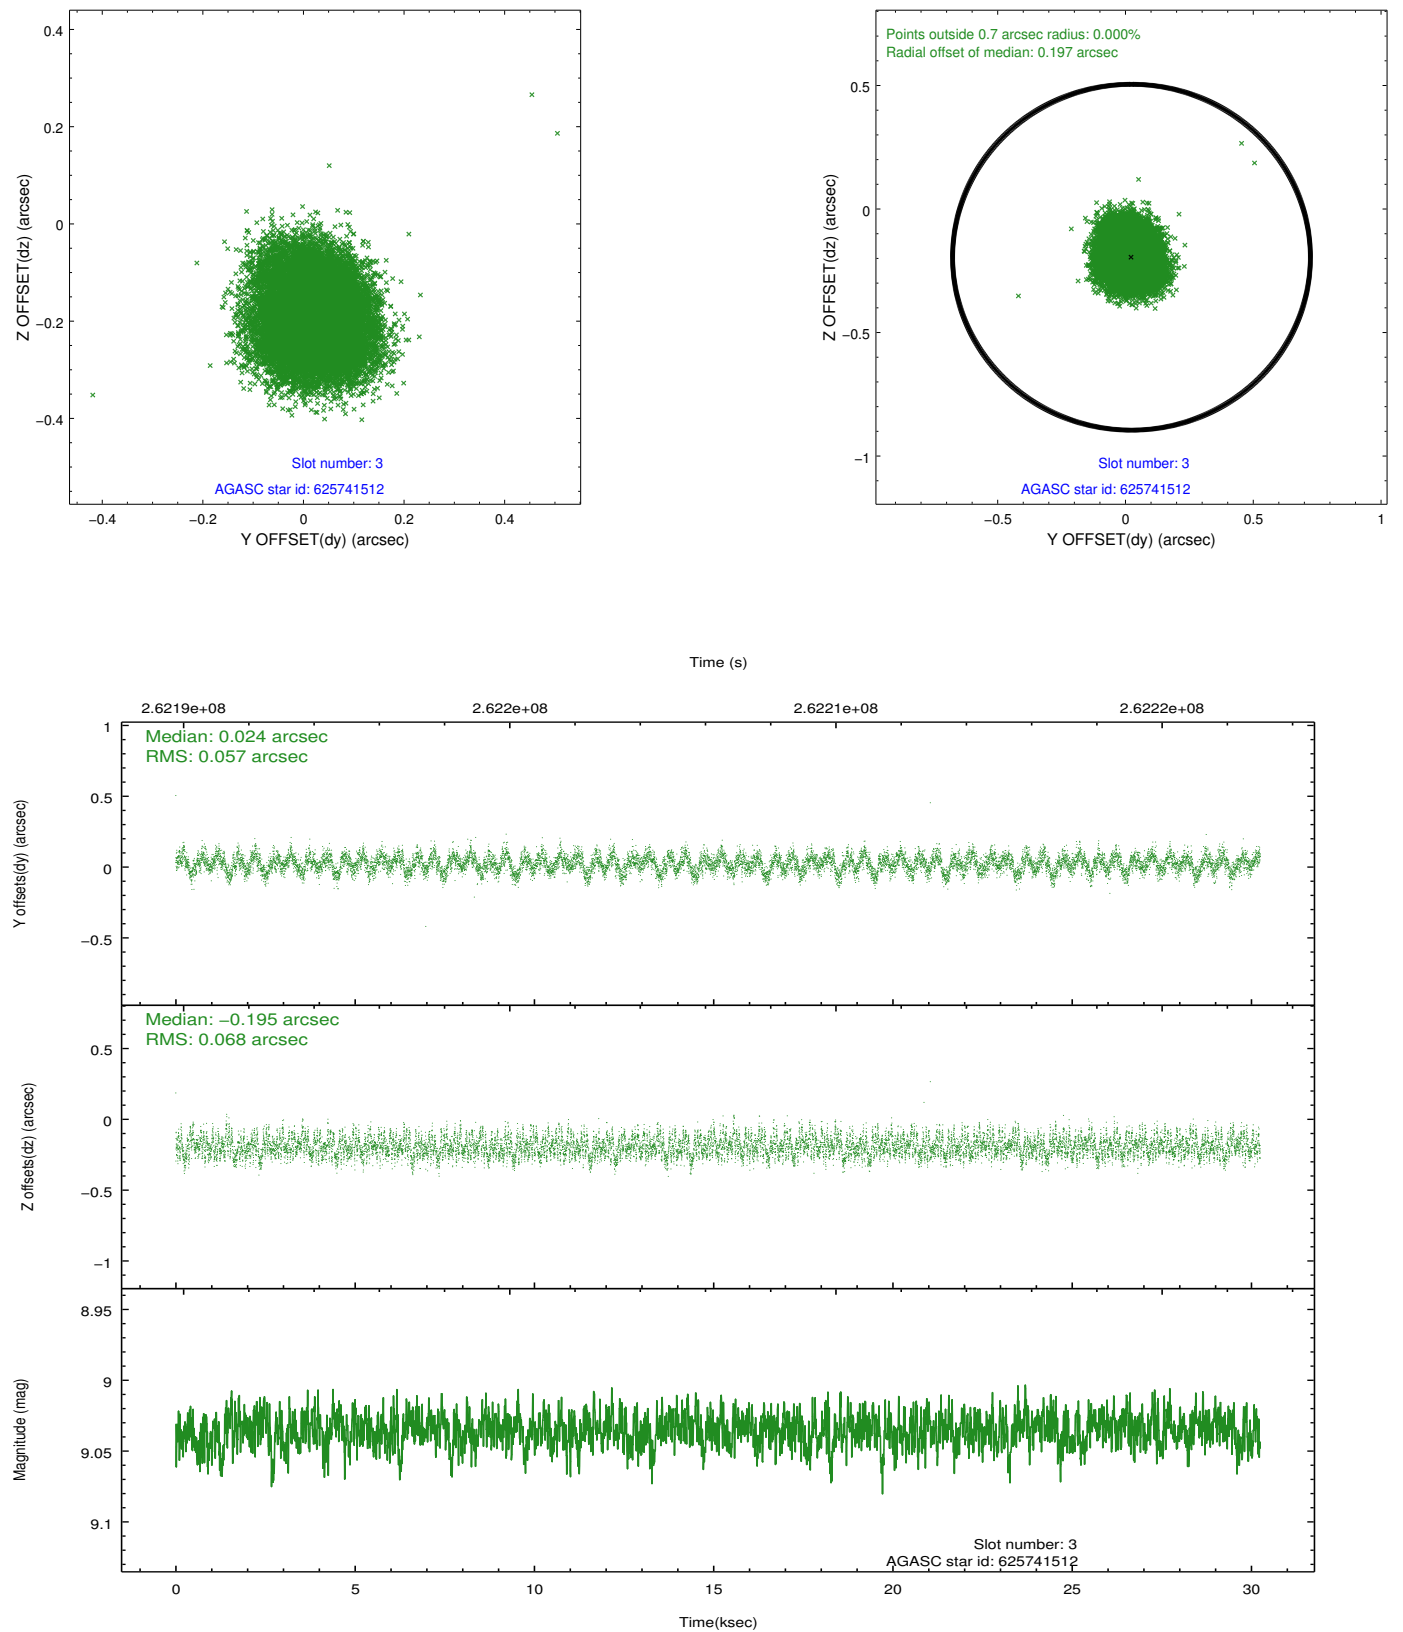 0.4
0.2
0
−0.2
−0.4
Z OFFSET(dz) (arcsec)
Slot number: 3
AGASC star id: 625741512
−0.4 −0.2 0 0.2 0.4
Y OFFSET(dy) (arcsec)
Points outside 0.7 arcsec radius: 0.000%
Radial offset of median: 0.197 arcsec
0.5
0
−0.5
−1
Z OFFSET(dz) (arcsec)
Slot number: 3
AGASC star id: 625741512
−0.5 0 0.5 1
Y OFFSET(dy) (arcsec)
Time (s)
2.6219e+08 2.622e+08 2.6221e+08 2.6222e+08
Median: 0.024 arcsec
RMS: 0.057 arcsec
1
0.5
0
−0.5
Y offsets(dy) (arcsec)
Median: −0.195 arcsec
RMS: 0.068 arcsec
0.5
0
−0.5
−1
Z offsets(dz) (arcsec)
8.95
9
9.05
9.1
Magnitude (mag)
Slot number: 3
AGASC star id: 625741512
0 5 10 15 20 25 30
Time(ksec)